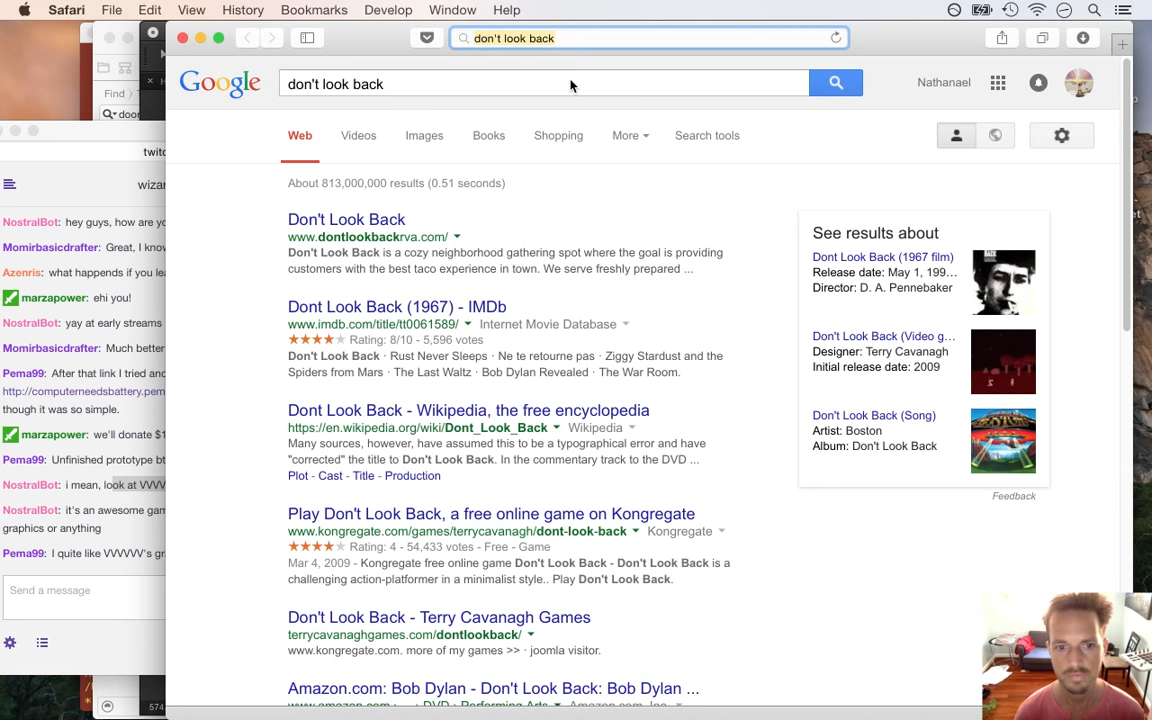 Safari File Edit View History Bookmarks Develop Window Help
don't look back
Google don't look back Nathanael
Web Videos Images Books Shopping More Search tools
About 813,000,000 results (0.51 seconds)
Don't Look Back
www.dontlookbackrva.com/
Don't Look Back is a cozy neighborhood gathering spot where the goal is providing
customers with the best taco experience in town. We serve freshly prepared ...
Dont Look Back (1967) - IMDb
www.imdb.com/title/tt0061589/ Internet Movie Database
Rating: 8/10 - 5,596 votes
Don't Look Back · Rust Never Sleeps · Ne te retourne pas · Ziggy Stardust and the
Spiders from Mars · The Last Waltz · Bob Dylan Revealed · The War Room.
Dont Look Back - Wikipedia, the free encyclopedia
https://en.wikipedia.org/wiki/Dont_Look_Back Wikipedia
Many sources, however, have assumed this to be a typographical error and have
"corrected" the title to Don't Look Back. In the commentary track to the DVD ...
Plot - Cast - Title - Production
Play Don't Look Back, a free online game on Kongregate
www.kongregate.com/games/terrycavanagh/dont-look-back Kongregate
Rating: 4 - 54,433 votes - Free - Game
Mar 4, 2009 - Kongregate free online game Don't Look Back - Don't Look Back is a
challenging action-platformer in a minimalist style.. Play Don't Look Back.
Don't Look Back - Terry Cavanagh Games
terrycavanaghgames.com/dontlookback/
www.kongregate.com. more of my games >> · joomla visitor.
Amazon.com: Bob Dylan - Don't Look Back: Bob Dylan ...
www.amazon.com › ... › DVD › Performing Arts Amazon.com, Inc.
See results about
Dont Look Back (1967 film)
Release date: May 1, 199...
Director: D. A. Pennebaker
Don't Look Back (Video g...
Designer: Terry Cavanagh
Initial release date: 2009
Don't Look Back (Song)
Artist: Boston
Album: Don't Look Back
Feedback
Find
door
twitc
wizar
NostralBot: hey guys, how are yo
Momirbasicdrafter: Great, I know
Azenris: what happends if you lea
marzapower: ehi you!
NostralBot: yay at early streams
Momirbasicdrafter: Much better
Pema99: After that link I tried anc
http://computerneedsbattery.pem
though it was so simple.
marzapower: we'll donate $1
Pema99: Unfinished prototype bt
NostralBot: i mean, look at VVVV
NostralBot: it's an awesome gam
graphics or anything
Pema99: I quite like VVVVVV's gr
Send a message
574